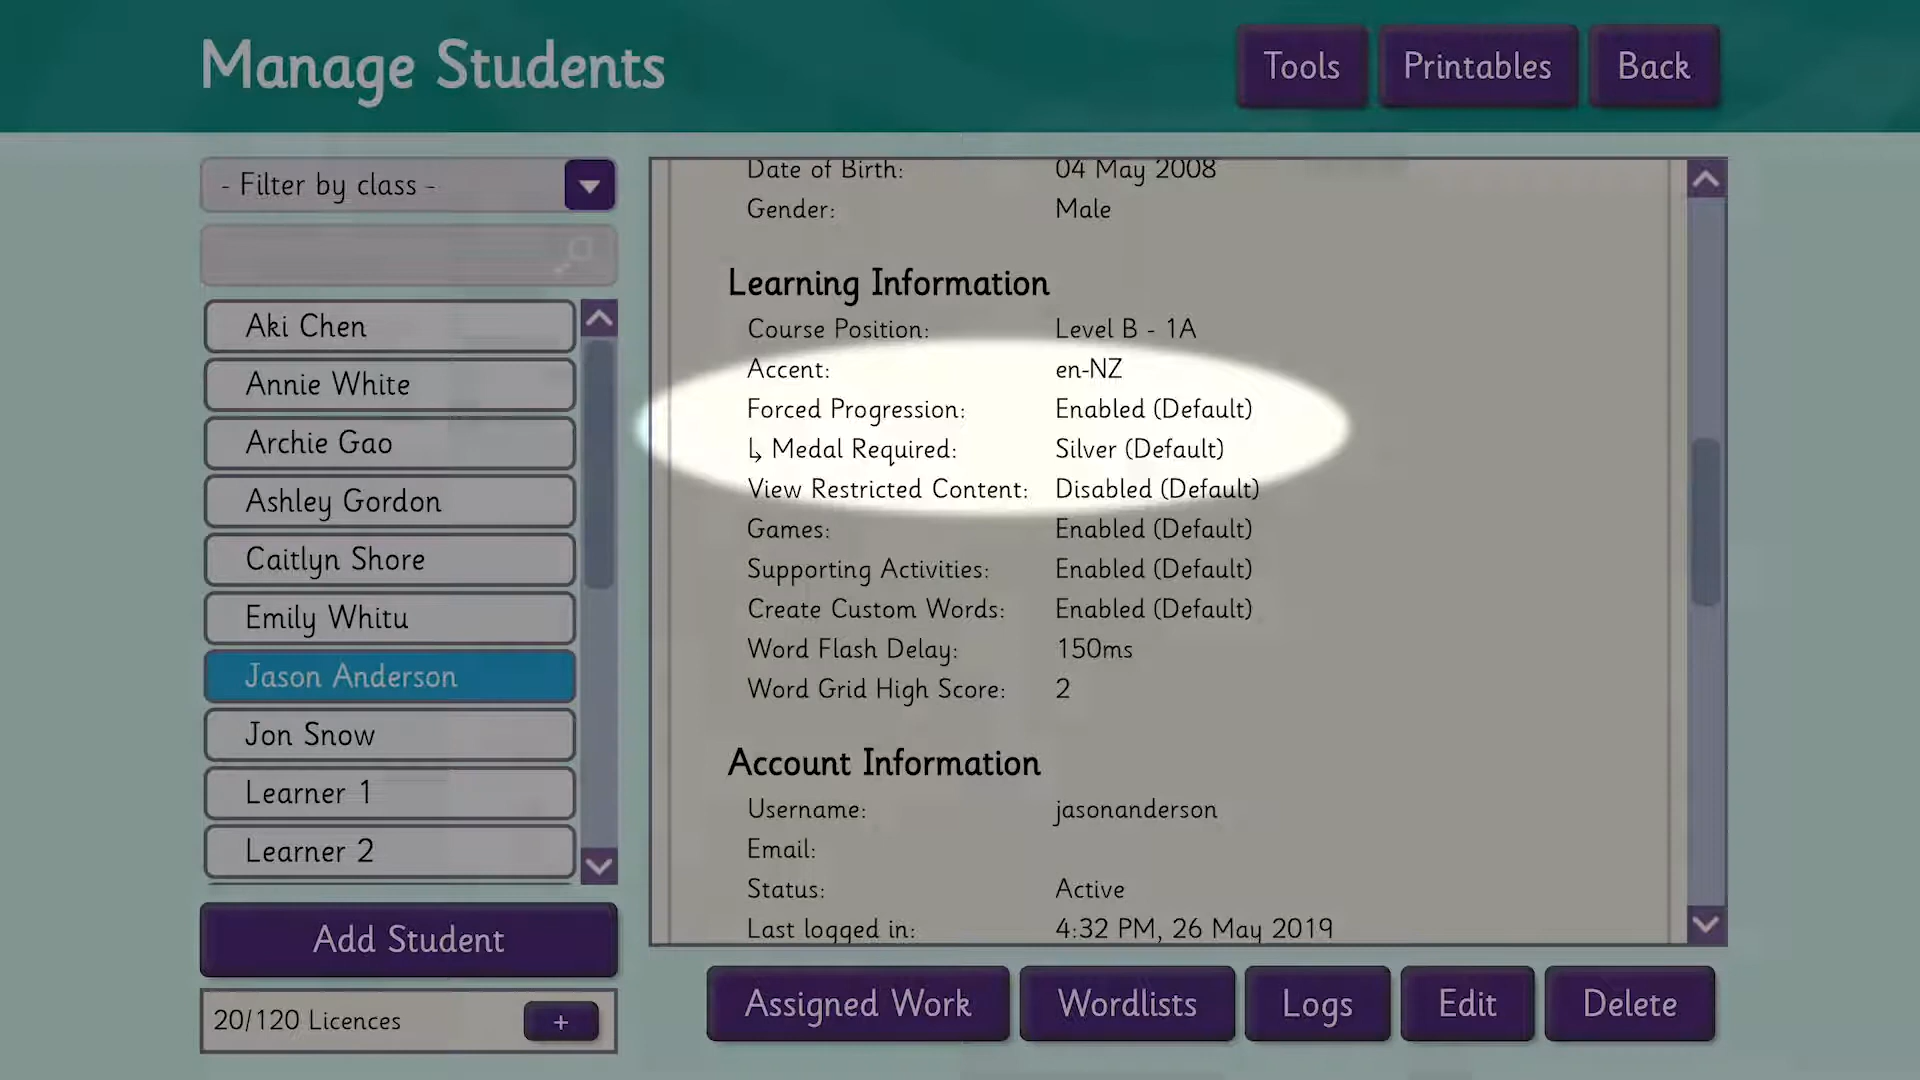 Manage Students
Tools
Printables
Back
- Filter by class -
Aki Chen
Annie White
Archie Gao
Ashley Gordon
Caitlyn Shore
Emily Whitu
Jason Anderson
Jon Snow
Learner 1
Learner 2
Add Student
20/120 Licences
+
Date of Birth: 04 May 2008
Gender: Male
Learning Information
Course Position: Level B - 1A
Accent: en-NZ
Forced Progression: Enabled (Default)
↳ Medal Required: Silver (Default)
View Restricted Content: Disabled (Default)
Games: Enabled (Default)
Supporting Activities: Enabled (Default)
Create Custom Words: Enabled (Default)
Word Flash Delay: 150ms
Word Grid High Score: 2
Account Information
Username: jasonanderson
Email:
Status: Active
Last logged in: 4:32 PM, 26 May 2019
Assigned Work
Wordlists
Logs
Edit
Delete